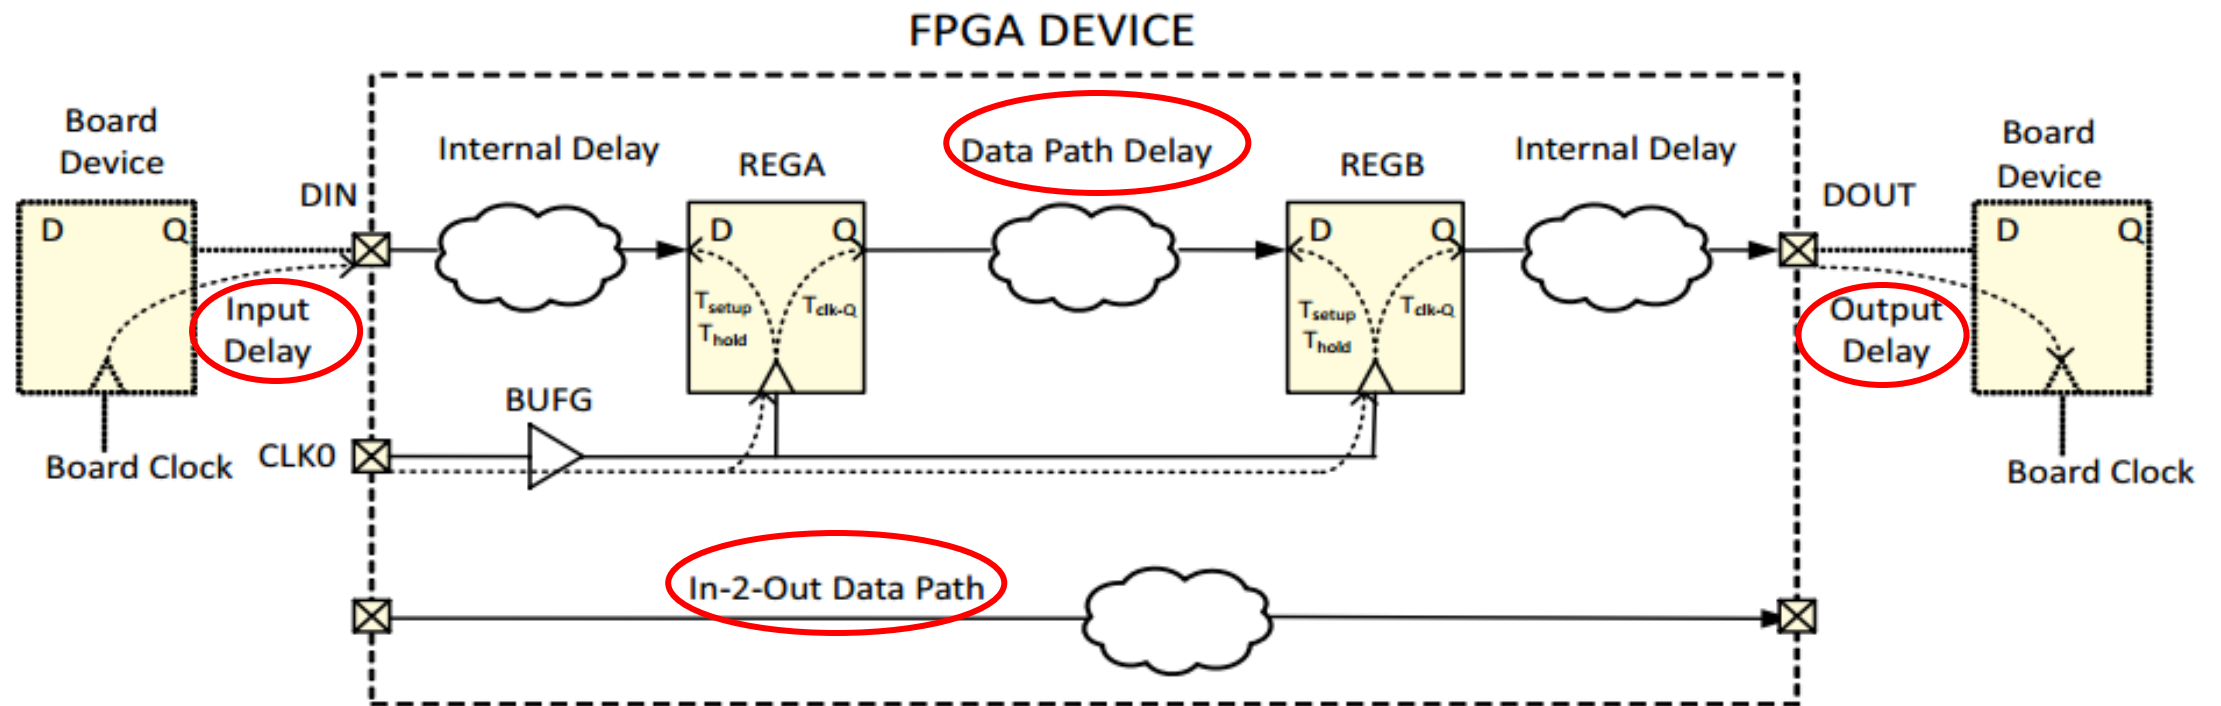 FPGA DEVICE
Board
Device
D Q
Board Clock
Input
Delay
DIN
Internal Delay
REGA
D Q
Tsetup
Thold
Tclk-Q
Data Path Delay
REGB
D Q
Tsetup
Thold
Tclk-Q
Internal Delay
DOUT
Output
Delay
Board
Device
D Q
Board Clock
CLK0
BUFG
In-2-Out Data Path